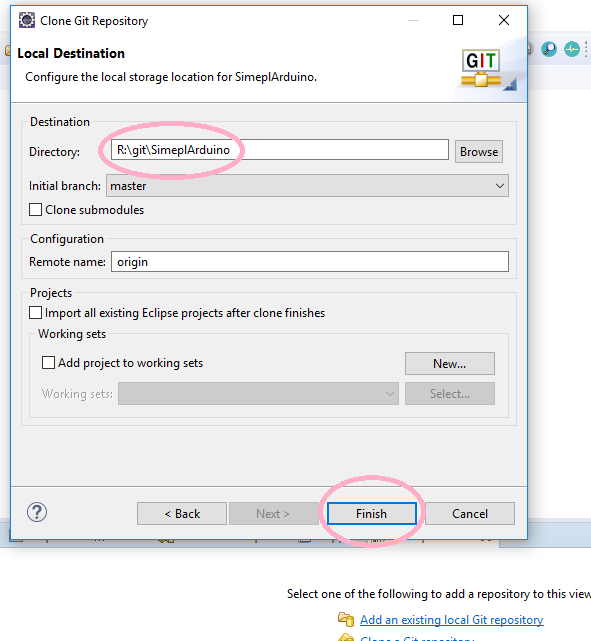 Clone Git Repository
Local Destination
Configure the local storage location for SimeplArduino.
GIT
Destination
Directory: R:\git\SimeplArduino Browse
Initial branch: master
Clone submodules
Configuration
Remote name: origin
Projects
Import all existing Eclipse projects after clone finishes
Working sets
Add project to working sets New...
Working sets: Select...
? < Back Next > Finish Cancel
Select one of the following to add a repository to this view
Add an existing local Git repository
Clone a Git repository